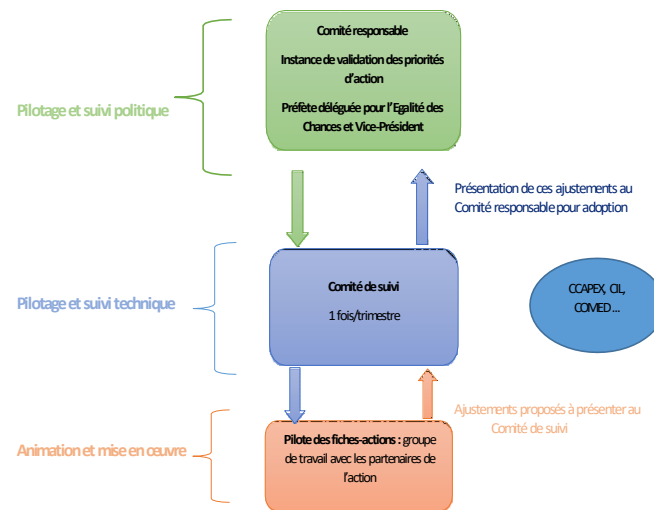 Comité responsable
Instance de validation des priorités
d'action
Préfète déléguée pour l'Egalité des
Chances et Vice-Président
Pilotage et suivi politique
Présentation de ces ajustements au
Comité responsable pour adoption
Comité de suivi
1 fois/trimestre
Pilotage et suivi technique
CCAPEX, CIL,
COMED ...
Ajustements proposés à présenter au
Comité de suivi
Animation et mise en œuvre
Pilote des fiches-actions : groupe
de travail avec les partenaires de
l'action